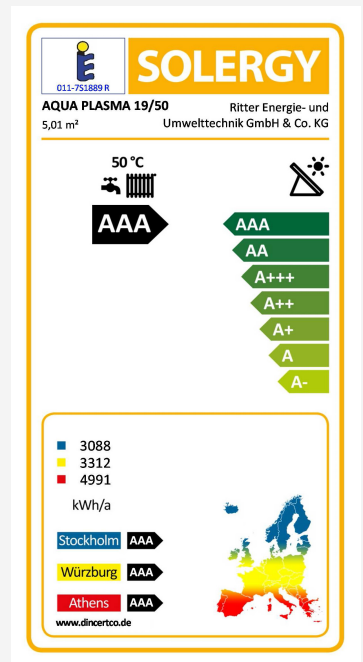 SOLERGY
011-7S1889 R
AQUA PLASMA 19/50
5,01 m²
Ritter Energie- und
Umwelttechnik GmbH & Co. KG
50 °C
AAA
AAA
AA
A+++
A++
A+
A
A-
3088
3312
4991
kWh/a
Stockholm AAA
Würzburg AAA
Athens AAA
www.dincertco.de